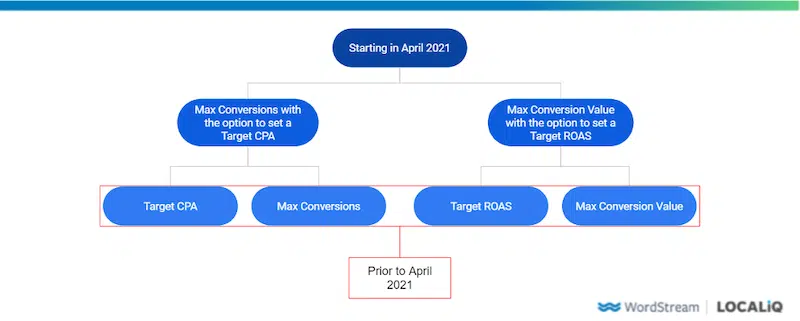 Starting in April 2021
Max Conversions with
the option to set a
Target CPA
Max Conversion Value
with the option to set a
Target ROAS
Target CPA
Max Conversions
Target ROAS
Max Conversion Value
Prior to April
2021
WordStream | LOCALiQ